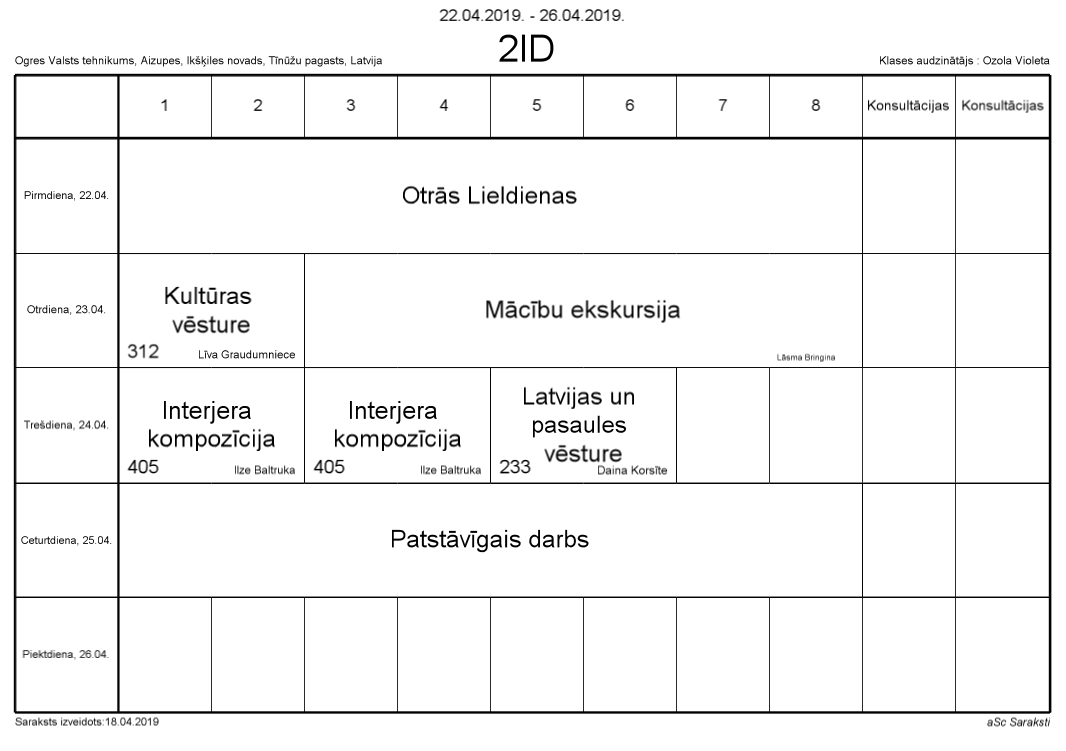 22.04.2019. - 26.04.2019.
2ID
Ogres Valsts tehnikums, Aizupes, Ikšķiles novads, Tīnūžu pagasts, Latvija
Klases audzinātājs : Ozola Violeta
1 2 3 4 5 6 7 8 Konsultācijas Konsultācijas
Pirmdiena, 22.04.
Otrās Lieldienas
Otrdiena, 23.04.
Kultūras
vēsture
312 Līva Graudumniece
Mācību ekskursija
Lāsma Bringina
Trešdiena, 24.04.
Interjera
kompozīcija
405 Ilze Baltruka
Interjera
kompozīcija
405 Ilze Baltruka
Latvijas un
pasaules
vēsture
233 Daina Korsīte
Ceturtdiena, 25.04.
Patstāvīgais darbs
Piektdiena, 26.04.
Saraksts izveidots:18.04.2019
aSc Saraksti